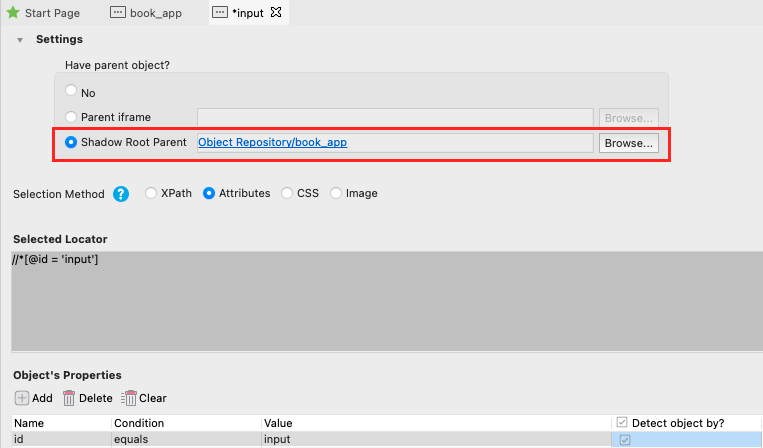 Start Page book_app *input
Settings
Have parent object?
No
Parent iframe Browse...
Shadow Root Parent Object Repository/book_app Browse...
Selection Method ? XPath Attributes CSS Image
Selected Locator
//*[@id = 'input']
Object's Properties
Add Delete Clear
Name Condition Value Detect object by?
id equals input